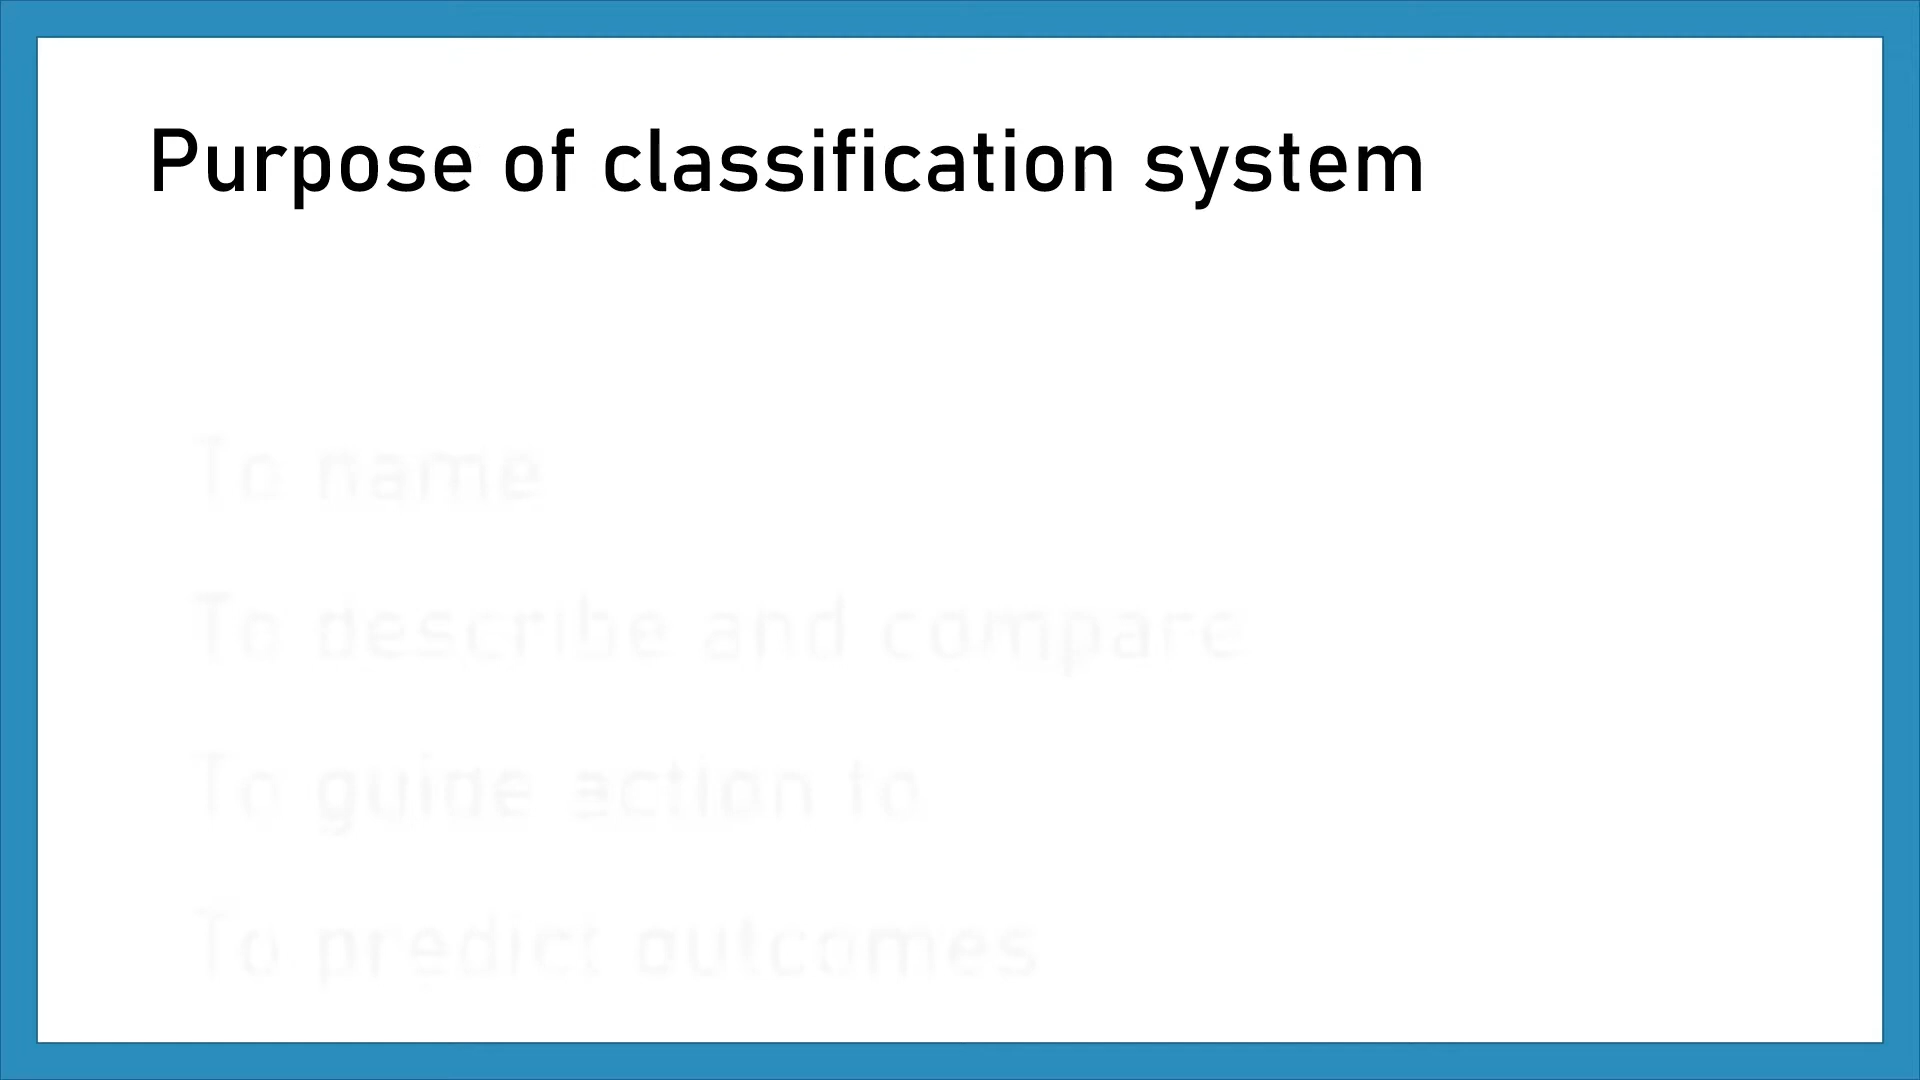 Purpose of classification system
To name
To describe and compare
To guide action to
To predict outcomes